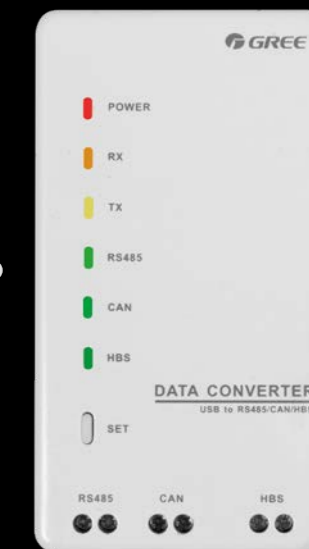 GREE
POWER
RX
TX
RS485
CAN
HBS
DATA CONVERTER
USB to RS485/CAN/HBS
SET
RS485 CAN HBS